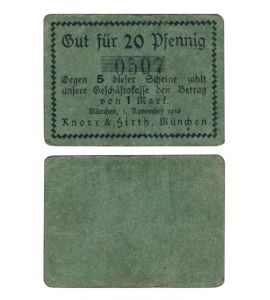 Gut für 20 Pfennig
0507
Gegen 5 dieser Scheine zahlt
unsere Geschäftskasse den Betrag
von 1 Mark.
München, 1. November 1916
Knorr & Hirth, München